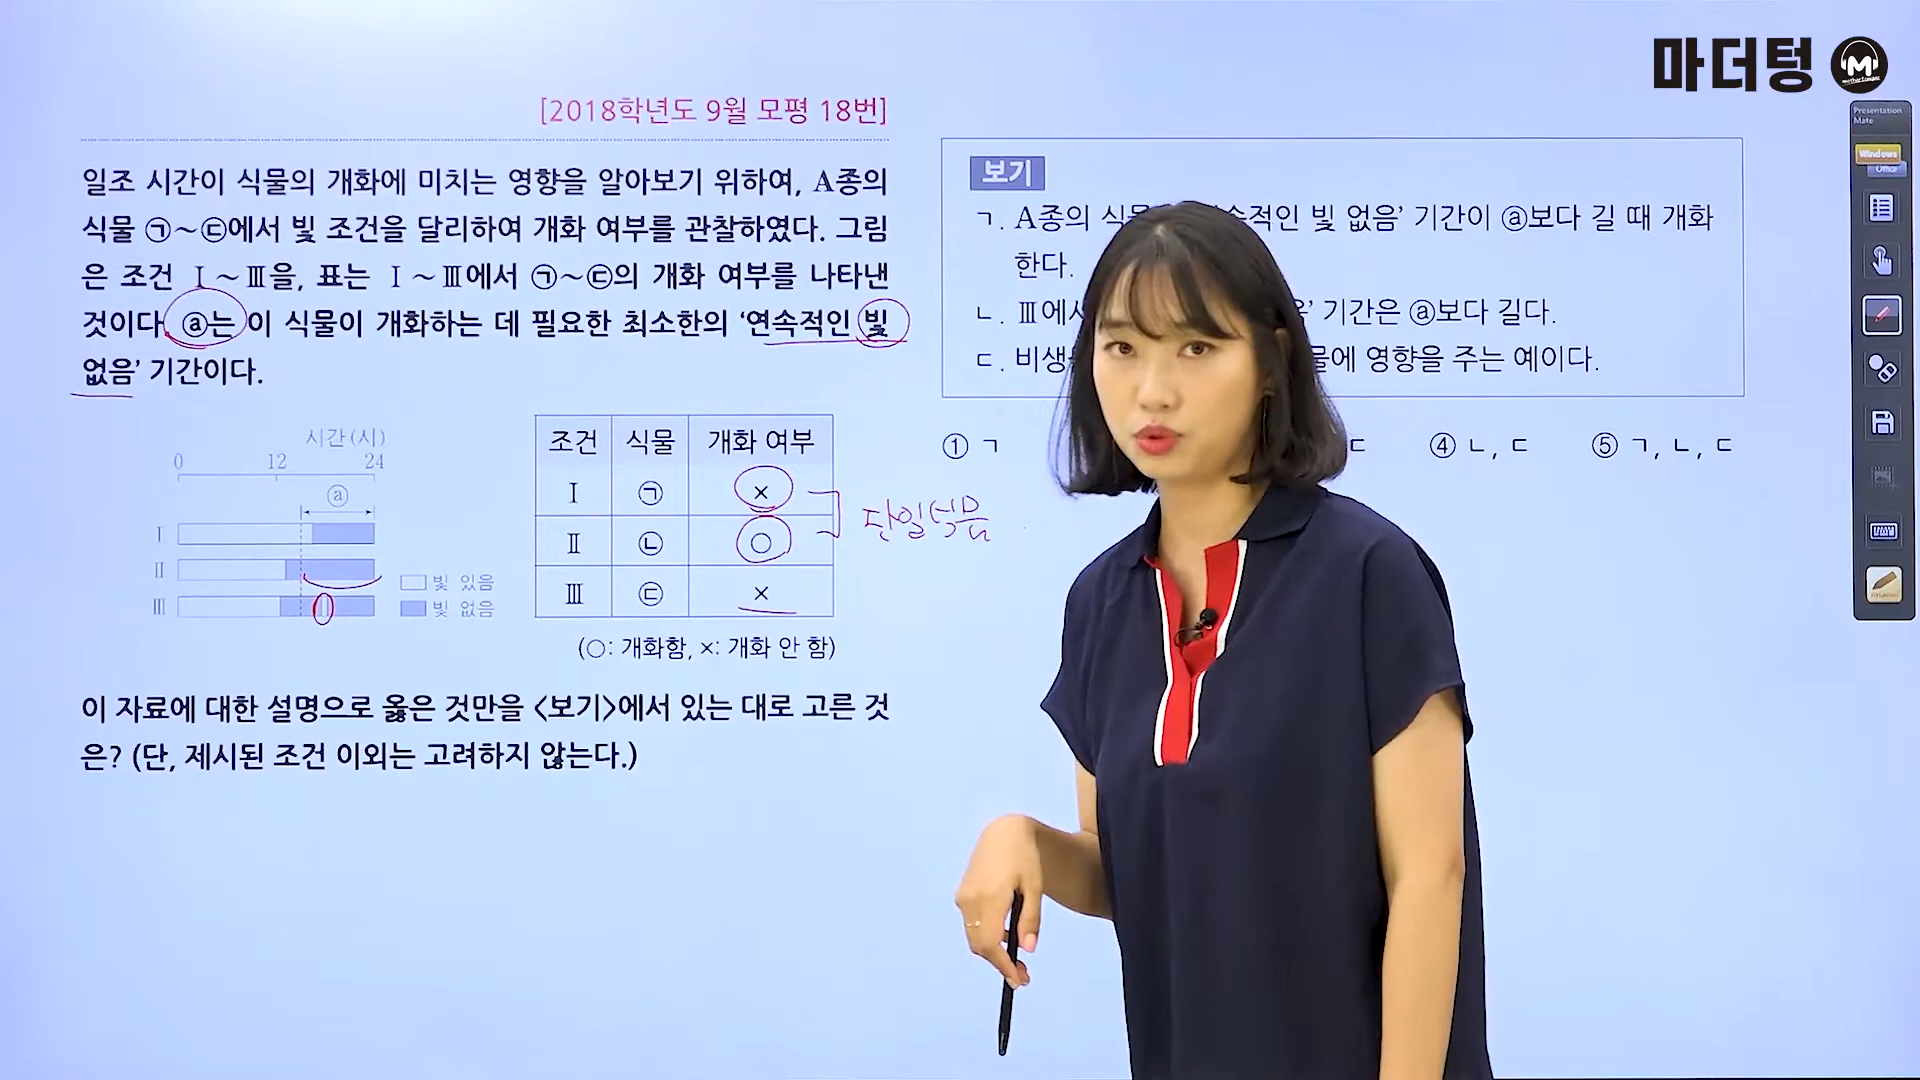 마더텅
[2018학년도 9월 모평 18번]
일조 시간이 식물의 개화에 미치는 영향을 알아보기 위하여, A종의
식물 ㉠~㉢에서 빛 조건을 달리하여 개화 여부를 관찰하였다. 그림
은 조건 Ⅰ~Ⅲ을, 표는 Ⅰ~Ⅲ에서 ㉠~㉢의 개화 여부를 나타낸
것이다 ⓐ는 이 식물이 개화하는 데 필요한 최소한의 ‘연속적인 빛
없음’ 기간이다.
시간(시)
0 12 24
ⓐ
Ⅰ
Ⅱ
Ⅲ
빛 있음
빛 없음
조건 식물 개화 여부
Ⅰ ㉠ ×
Ⅱ ㉡ ○
Ⅲ ㉢ ×
단일식물
(○: 개화함, ×: 개화 안 함)
이 자료에 대한 설명으로 옳은 것만을 <보기>에서 있는 대로 고른 것
은? (단, 제시된 조건 이외는 고려하지 않는다.)
보기
ㄱ. A종의 빛 없음’ 기간이 ⓐ보다 길 때 개화
한다.
ㄴ. Ⅲ에서 기간은 ⓐ보다 길다.
ㄷ. 영향을 주는 예이다.
① ㄱ ㄷ ④ ㄴ, ㄷ ⑤ ㄱ, ㄴ, ㄷ
Presentation
Mate
Windows
Office